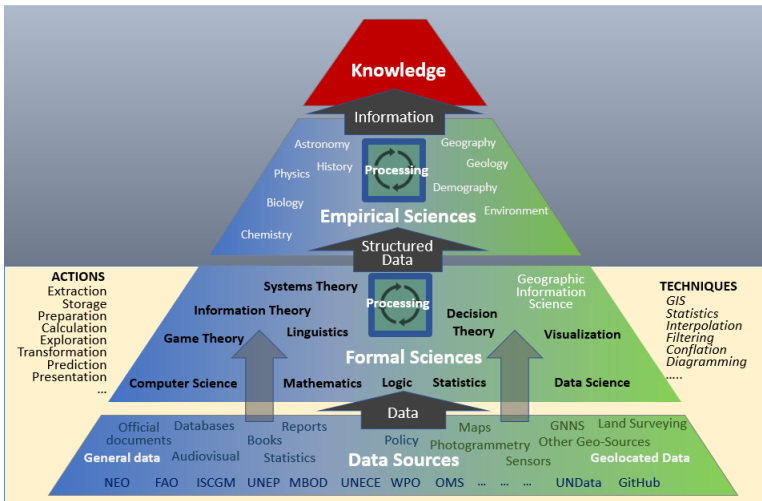 Knowledge
Information
Astronomy
Geography
History
Processing
Geology
Physics
Demography
Biology
Empirical Sciences
Environment
Chemistry
Structured
Data
ACTIONS
Extraction
Storage
Preparation
Calculation
Exploration
Transformation
Prediction
Presentation
...
Systems Theory
Geographic
Information
Science
Information Theory
Processing
Decision
Theory
Game Theory
Linguistics
Visualization
Formal Sciences
Computer Science
Mathematics
Logic
Statistics
Data Science
TECHNIQUES
GIS
Statistics
Interpolation
Filtering
Conflation
Diagramming
.....
Data
Official
documents
Databases
Reports
Maps
GNNS
Land Surveying
Books
Policy
Photogrammetry
Other Geo-Sources
General data
Audiovisual
Statistics
Data Sources
Sensors
Geolocated Data
NEO FAO ISCGM UNEP MBOD UNECE WPO OMS ... ... ... UNData GitHub